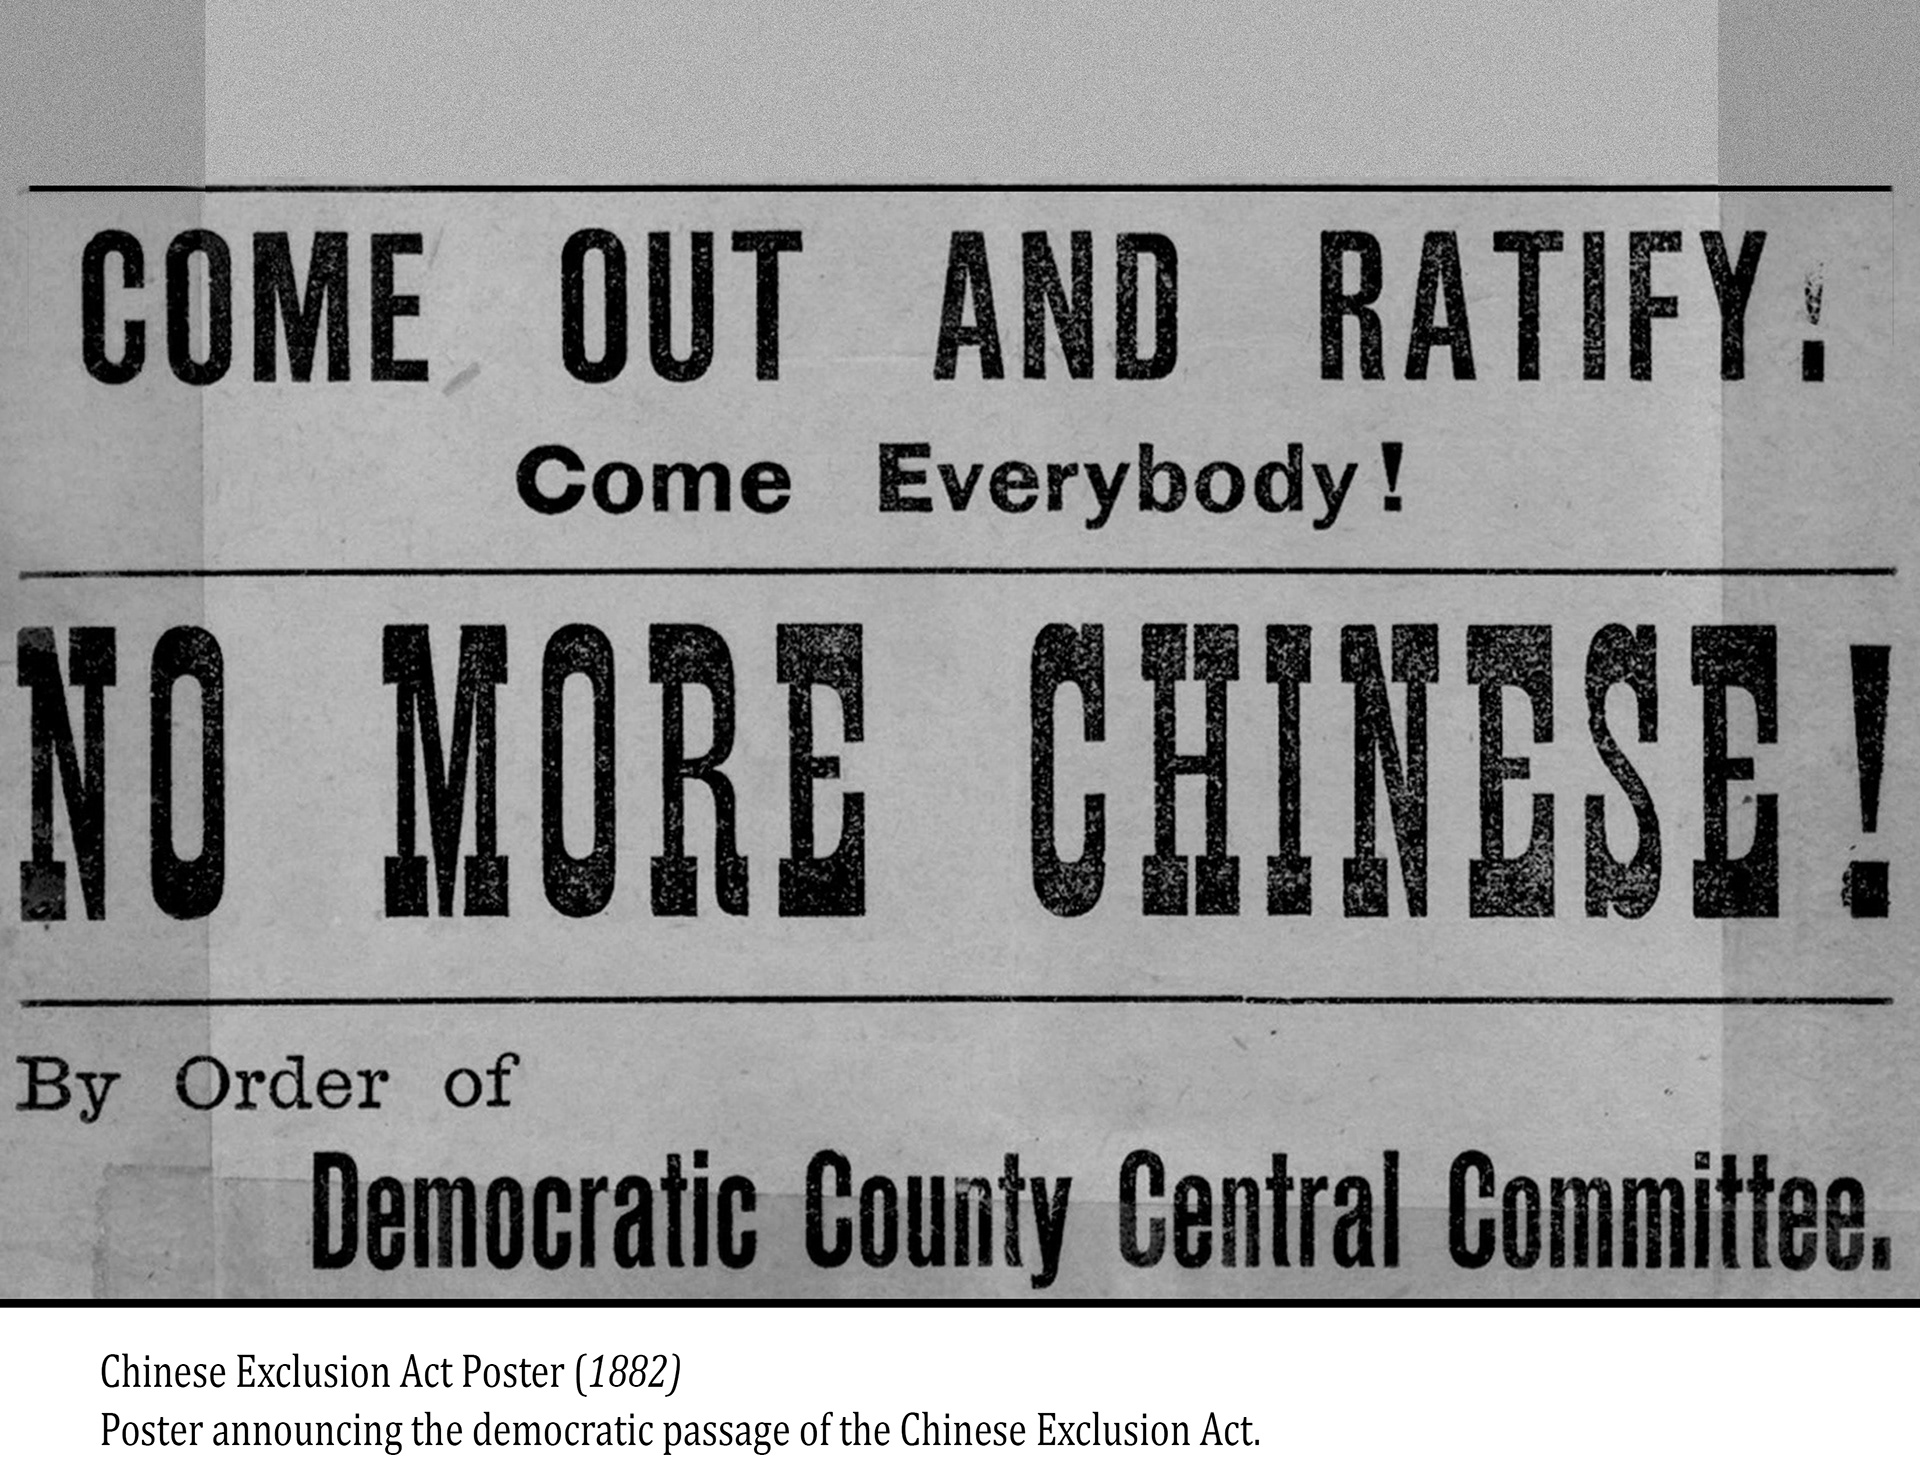 COME OUT AND RATIFY!
Come Everybody!
NO MORE CHINESE!
By Order of
Democratic County Central Committee.
Chinese Exclusion Act Poster (1882)
Poster announcing the democratic passage of the Chinese Exclusion Act.